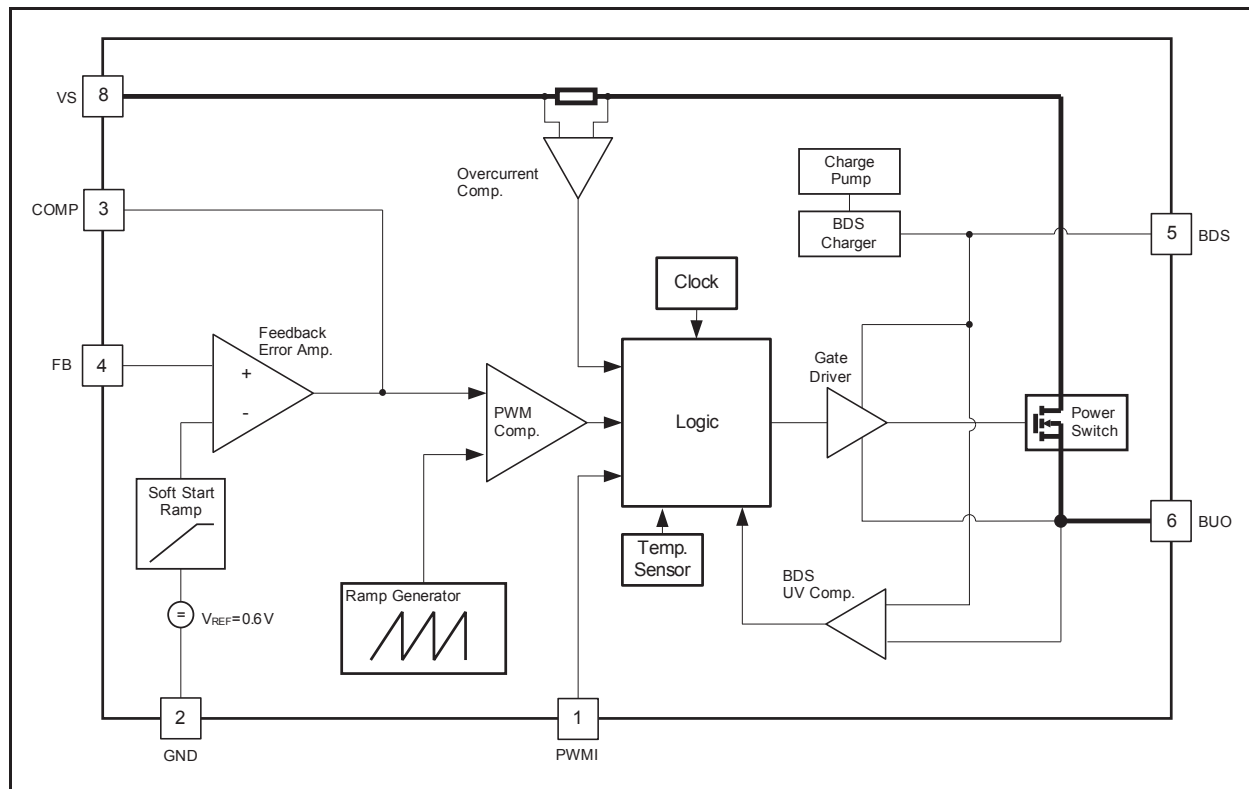 VS
8
Overcurrent
Comp.
Charge
Pump
COMP
3
BDS
Charger
5
BDS
Clock
Feedback
Error Amp.
FB
4
+
-
Gate
Driver
PWM
Comp.
Logic
Power
Switch
Soft Start
Ramp
6
BUO
Temp.
Sensor
BDS
UV Comp.
Ramp Generator
=
VREF=0.6V
2
1
GND
PWMI